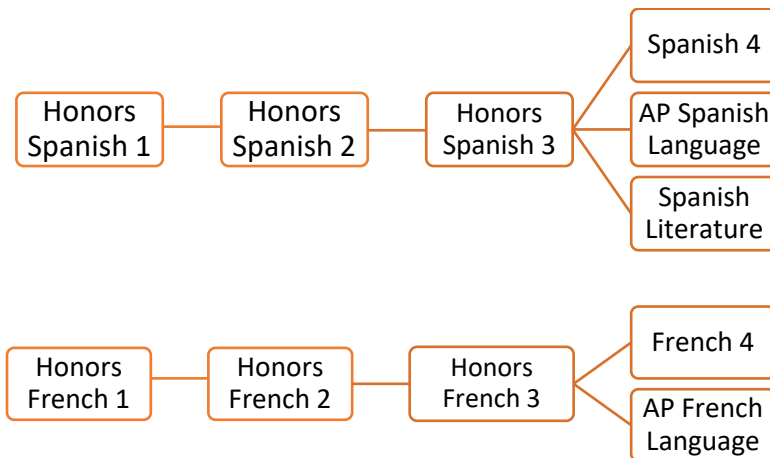 Honors
Spanish 1
Honors
Spanish 2
Honors
Spanish 3
Spanish 4
AP Spanish
Language
Spanish
Literature
Honors
French 1
Honors
French 2
Honors
French 3
French 4
AP French
Language